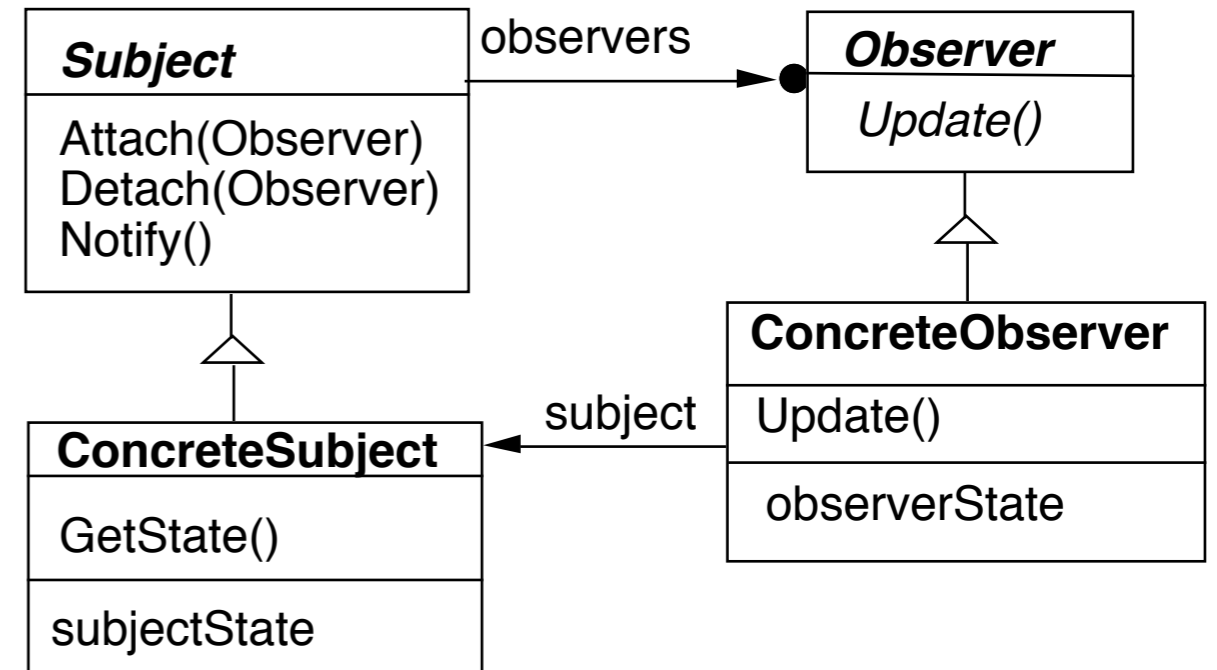 Subject
Attach(Observer)
Detach(Observer)
Notify()
observers
Observer
Update()
ConcreteObserver
Update()
observerState
subject
ConcreteSubject
GetState()
subjectState